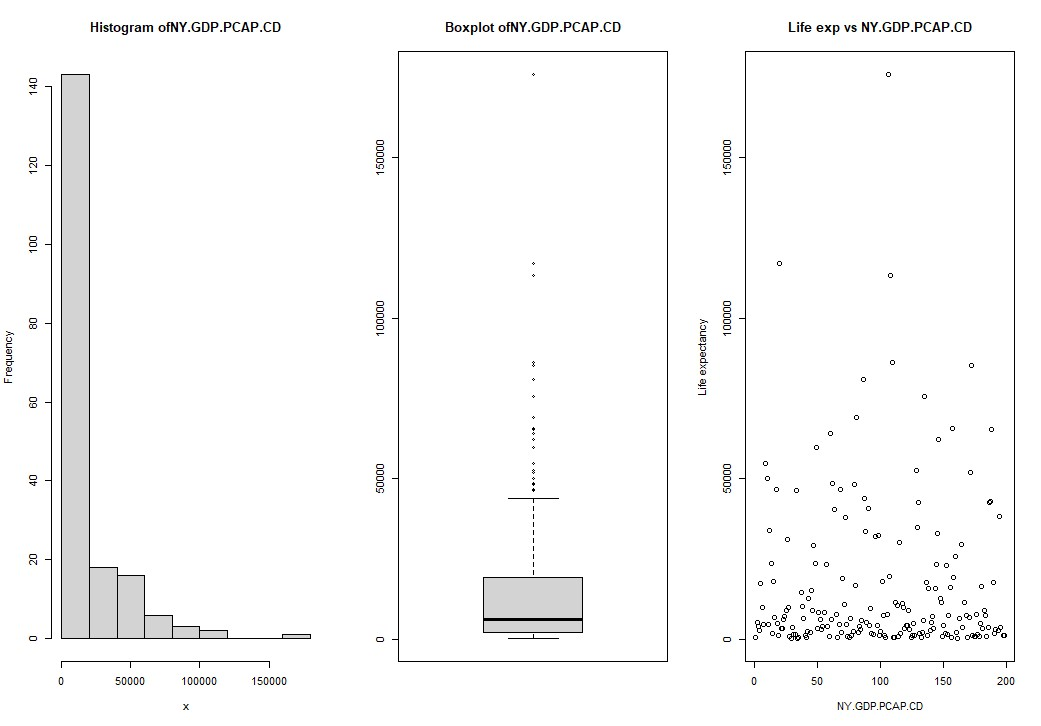 Histogram ofNY.GDP.PCAP.CD
Frequency
0
20
40
60
80
100
120
140
0 50000 100000 150000
x
Boxplot ofNY.GDP.PCAP.CD
0
50000
100000
150000
Life exp vs NY.GDP.PCAP.CD
Life expectancy
0
50000
100000
150000
0 50 100 150 200
NY.GDP.PCAP.CD